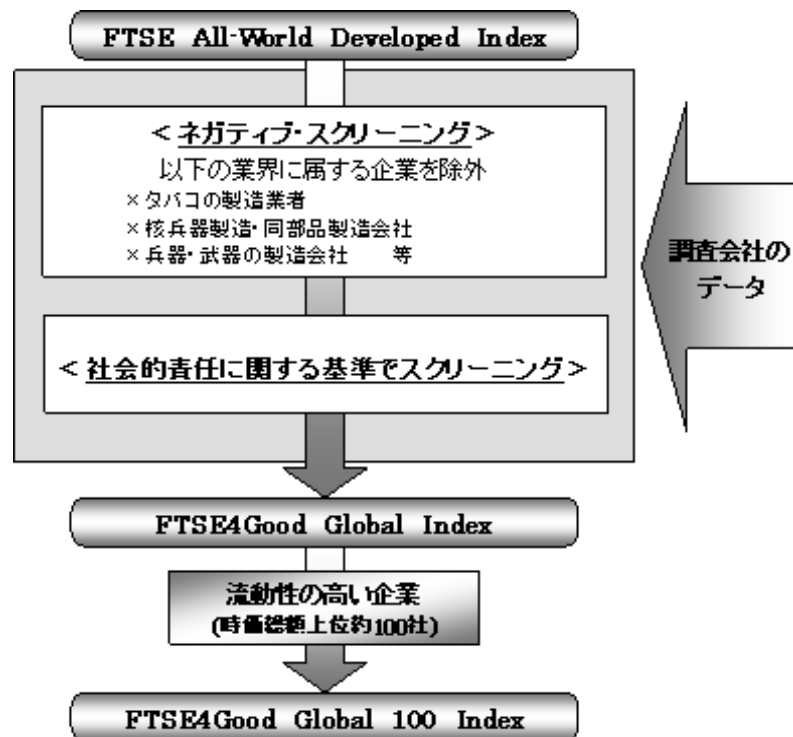 FTSE All-World Developed Index
＜ネガティブ・スクリーニング＞
以下の業界に属する企業を除外
×タバコの製造業者
×核兵器製造・同部品製造会社
×兵器・武器の製造会社　等
調査会社の
データ
＜社会的責任に関する基準でスクリーニング＞
FTSE4Good Global Index
流動性の高い企業
(時価総額上位約100社)
FTSE4Good Global 100 Index